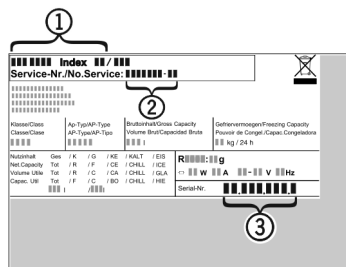 1
Index /
Service-Nr./No.Service: -
2
Klasse/Class Ap-Typ/AP-Type Bruttoinhalt/Gross Capacity Gefriervermoegen/Freezing Capacity
Classe/Clase AP-Type/AP-Tipo Volume Brut/Capacidad Bruta Pouvoir de Congel./Capac.Congeladora
l kg / 24 h
Nutzinhalt Ges / K / G / KE / KALT / EIS
Net Capacity Tot / R / F / CE / CHILL / ICE
Volume Utile Tot / R / C / CA / CHILL / GLA
Capac. Util Tot / F / C / BO / CHILL / HIE
l / l
R : g
W A - V Hz
Serial-Nr. . . .
3